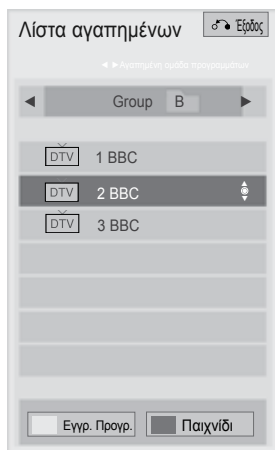 Λίστα αγαπημένων Έξοδος
◄ ► Αγαπημένη ομάδα προγραμμάτων
◄ Group B ►
DTV 1 BBC
DTV 2 BBC
DTV 3 BBC
Εγγρ. Προγρ. Παιχνίδι